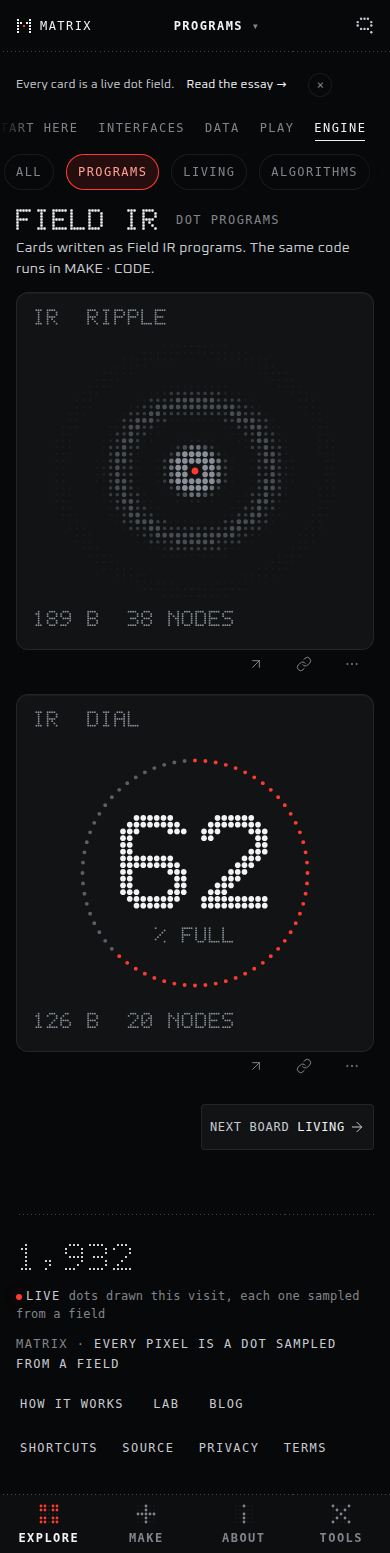 MATRIX
PROGRAMS ▾
Every card is a live dot field. Read the essay → ×
ART HERE INTERFACES DATA PLAY ENGINE
ALL PROGRAMS LIVING ALGORITHMS
FIELD IR DOT PROGRAMS
Cards written as Field IR programs. The same code
runs in MAKE · CODE.
IR RIPPLE
189 B 38 NODES
IR DIAL
62
% FULL
126 B 20 NODES
NEXT BOARD LIVING →
1,932
LIVE dots drawn this visit, each one sampled
from a field
MATRIX · EVERY PIXEL IS A DOT SAMPLED
FROM A FIELD
HOW IT WORKS LAB BLOG
SHORTCUTS SOURCE PRIVACY TERMS
EXPLORE MAKE ABOUT TOOLS